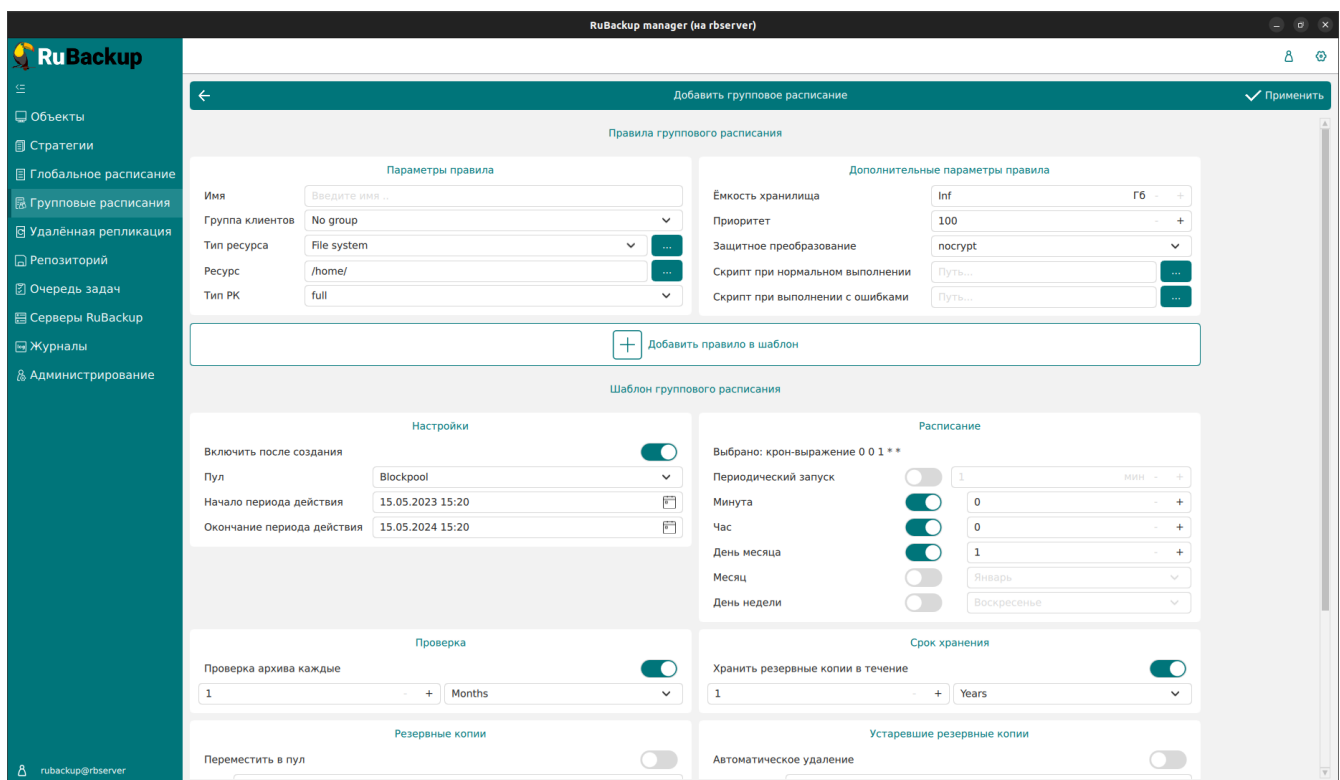 RuBackup manager (на rbserver)
RuBackup
Объекты
Стратегии
Глобальное расписание
Групповые расписания
Удалённая репликация
Репозиторий
Очередь задач
Серверы RuBackup
Журналы
Администрирование
rubackup@rbserver
Добавить групповое расписание
Применить
Правила группового расписания
Параметры правила
Имя Введите имя ..
Группа клиентов No group
Тип ресурса File system ...
Ресурс /home/ ...
Тип РК full
Дополнительные параметры правила
Ёмкость хранилища Inf Гб - +
Приоритет 100 - +
Защитное преобразование nocrypt
Скрипт при нормальном выполнении Путь... ...
Скрипт при выполнении с ошибками Путь... ...
+ Добавить правило в шаблон
Шаблон группового расписания
Настройки
Включить после создания
Пул Blockpool
Начало периода действия 15.05.2023 15:20
Окончание периода действия 15.05.2024 15:20
Расписание
Выбрано: крон-выражение 0 0 1 * *
Периодический запуск 1 мин - +
Минута 0 - +
Час 0 - +
День месяца 1 - +
Месяц Январь
День недели Воскресенье
Проверка
Проверка архива каждые
1 - + Months
Срок хранения
Хранить резервные копии в течение
1 - + Years
Резервные копии
Переместить в пул
Устаревшие резервные копии
Автоматическое удаление